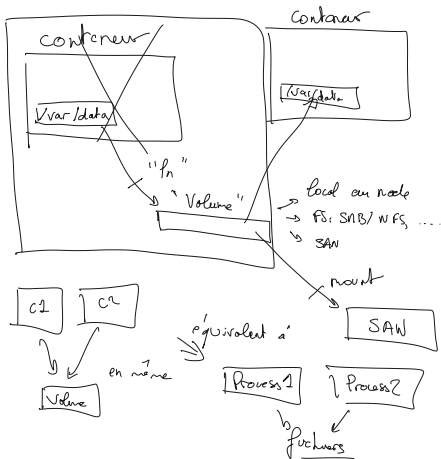 conteneur
conteneur
/var/data
/var/data
"ln"
"Volume"
local au node
FS: SMB/NFS, ....
SAN
mount
SAN
C1
C2
Volume
en même
équivalent à
Process1
Process2
fichiers